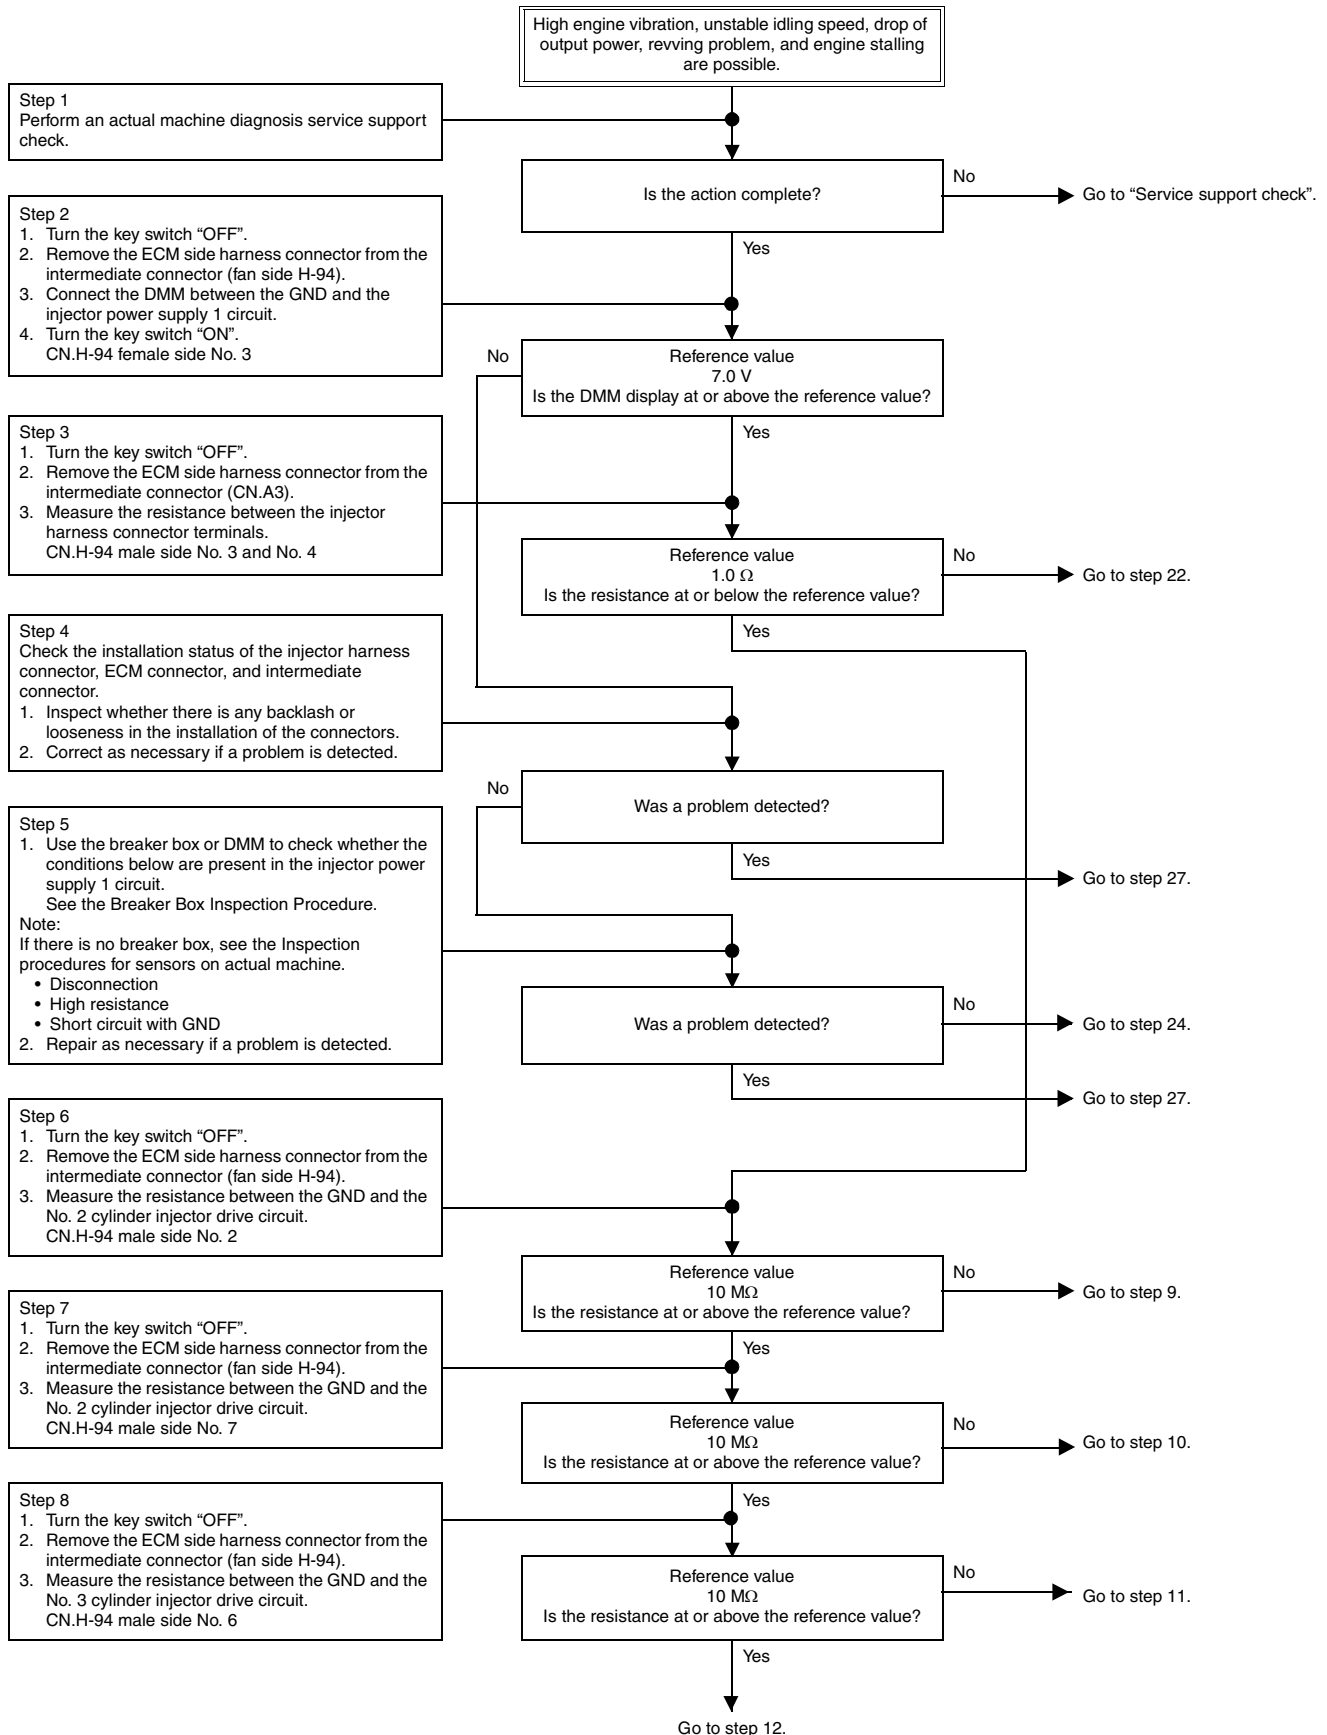 High engine vibration, unstable idling speed, drop of
output power, revving problem, and engine stalling
are possible.
Step 1
Perform an actual machine diagnosis service support
check.
Is the action complete?
No
Go to “Service support check”.
Yes
Step 2
1. Turn the key switch “OFF”.
2. Remove the ECM side harness connector from the
intermediate connector (fan side H-94).
3. Connect the DMM between the GND and the
injector power supply 1 circuit.
4. Turn the key switch “ON”.
CN.H-94 female side No. 3
No
Reference value
7.0 V
Is the DMM display at or above the reference value?
Yes
Step 3
1. Turn the key switch “OFF”.
2. Remove the ECM side harness connector from the
intermediate connector (CN.A3).
3. Measure the resistance between the injector
harness connector terminals.
CN.H-94 male side No. 3 and No. 4
Reference value
1.0 Ω
Is the resistance at or below the reference value?
No
Go to step 22.
Yes
Step 4
Check the installation status of the injector harness
connector, ECM connector, and intermediate
connector.
1. Inspect whether there is any backlash or
looseness in the installation of the connectors.
2. Correct as necessary if a problem is detected.
No
Was a problem detected?
Yes
Go to step 27.
Step 5
1. Use the breaker box or DMM to check whether the
conditions below are present in the injector power
supply 1 circuit.
See the Breaker Box Inspection Procedure.
Note:
If there is no breaker box, see the Inspection
procedures for sensors on actual machine.
• Disconnection
• High resistance
• Short circuit with GND
2. Repair as necessary if a problem is detected.
Was a problem detected?
No
Go to step 24.
Yes
Go to step 27.
Step 6
1. Turn the key switch “OFF”.
2. Remove the ECM side harness connector from the
intermediate connector (fan side H-94).
3. Measure the resistance between the GND and the
No. 2 cylinder injector drive circuit.
CN.H-94 male side No. 2
Reference value
10 MΩ
Is the resistance at or above the reference value?
No
Go to step 9.
Yes
Step 7
1. Turn the key switch “OFF”.
2. Remove the ECM side harness connector from the
intermediate connector (fan side H-94).
3. Measure the resistance between the GND and the
No. 2 cylinder injector drive circuit.
CN.H-94 male side No. 7
Reference value
10 MΩ
Is the resistance at or above the reference value?
No
Go to step 10.
Yes
Step 8
1. Turn the key switch “OFF”.
2. Remove the ECM side harness connector from the
intermediate connector (fan side H-94).
3. Measure the resistance between the GND and the
No. 3 cylinder injector drive circuit.
CN.H-94 male side No. 6
Reference value
10 MΩ
Is the resistance at or above the reference value?
No
Go to step 11.
Yes
Go to step 12.